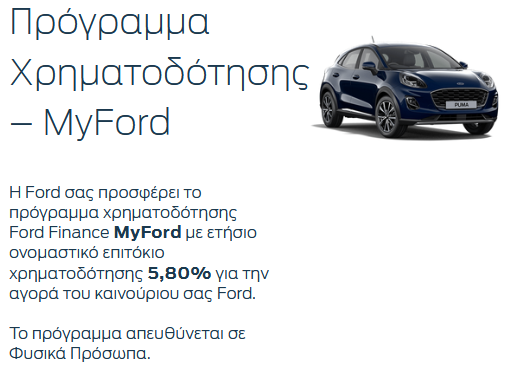 Πρόγραμμα
Χρηματοδότησης
– MyFord
PUMA
Η Ford σας προσφέρει το
πρόγραμμα χρηματοδότησης
Ford Finance MyFord με ετήσιο
ονομαστικό επιτόκιο
χρηματοδότησης 5,80% για την
αγορά του καινούριου σας Ford.
Το πρόγραμμα απευθύνεται σε
Φυσικά Πρόσωπα.